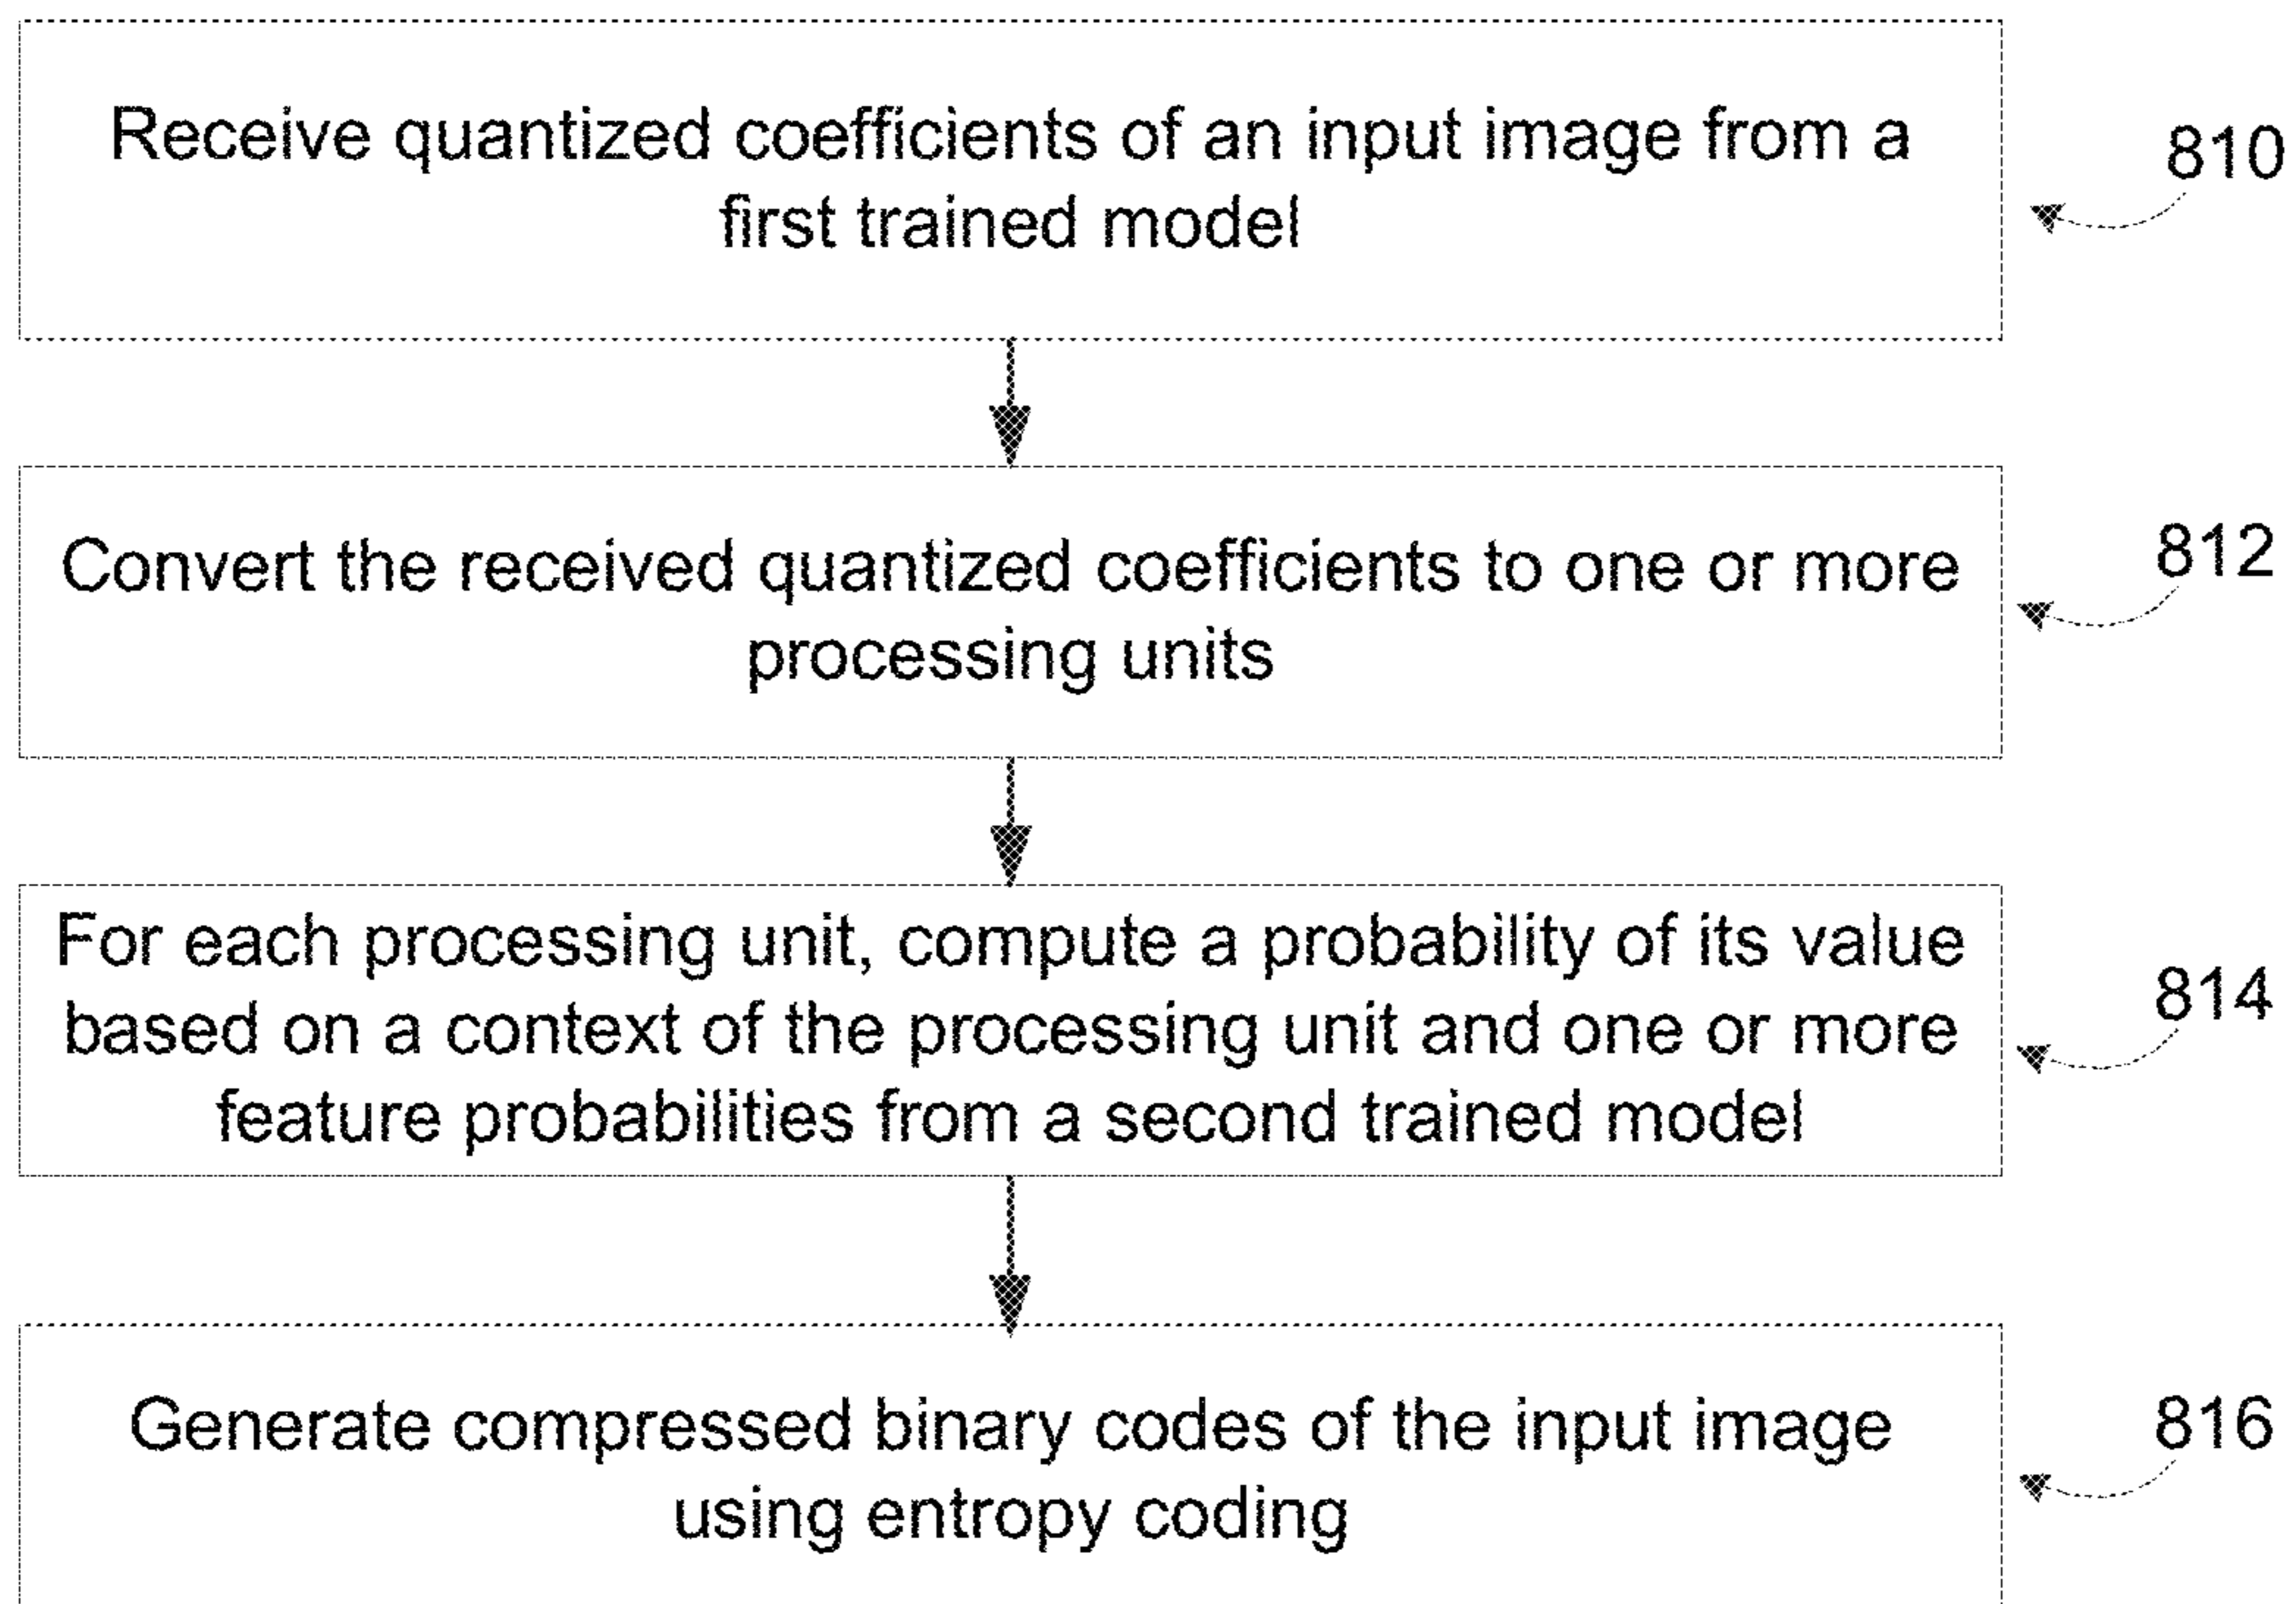 Receive quantized coefficients of an input image from a
first trained model
810
Convert the received quantized coefficients to one or more
processing units
812
For each processing unit, compute a probability of its value
based on a context of the processing unit and one or more
feature probabilities from a second trained model
814
Generate compressed binary codes of the input image
using entropy coding
816